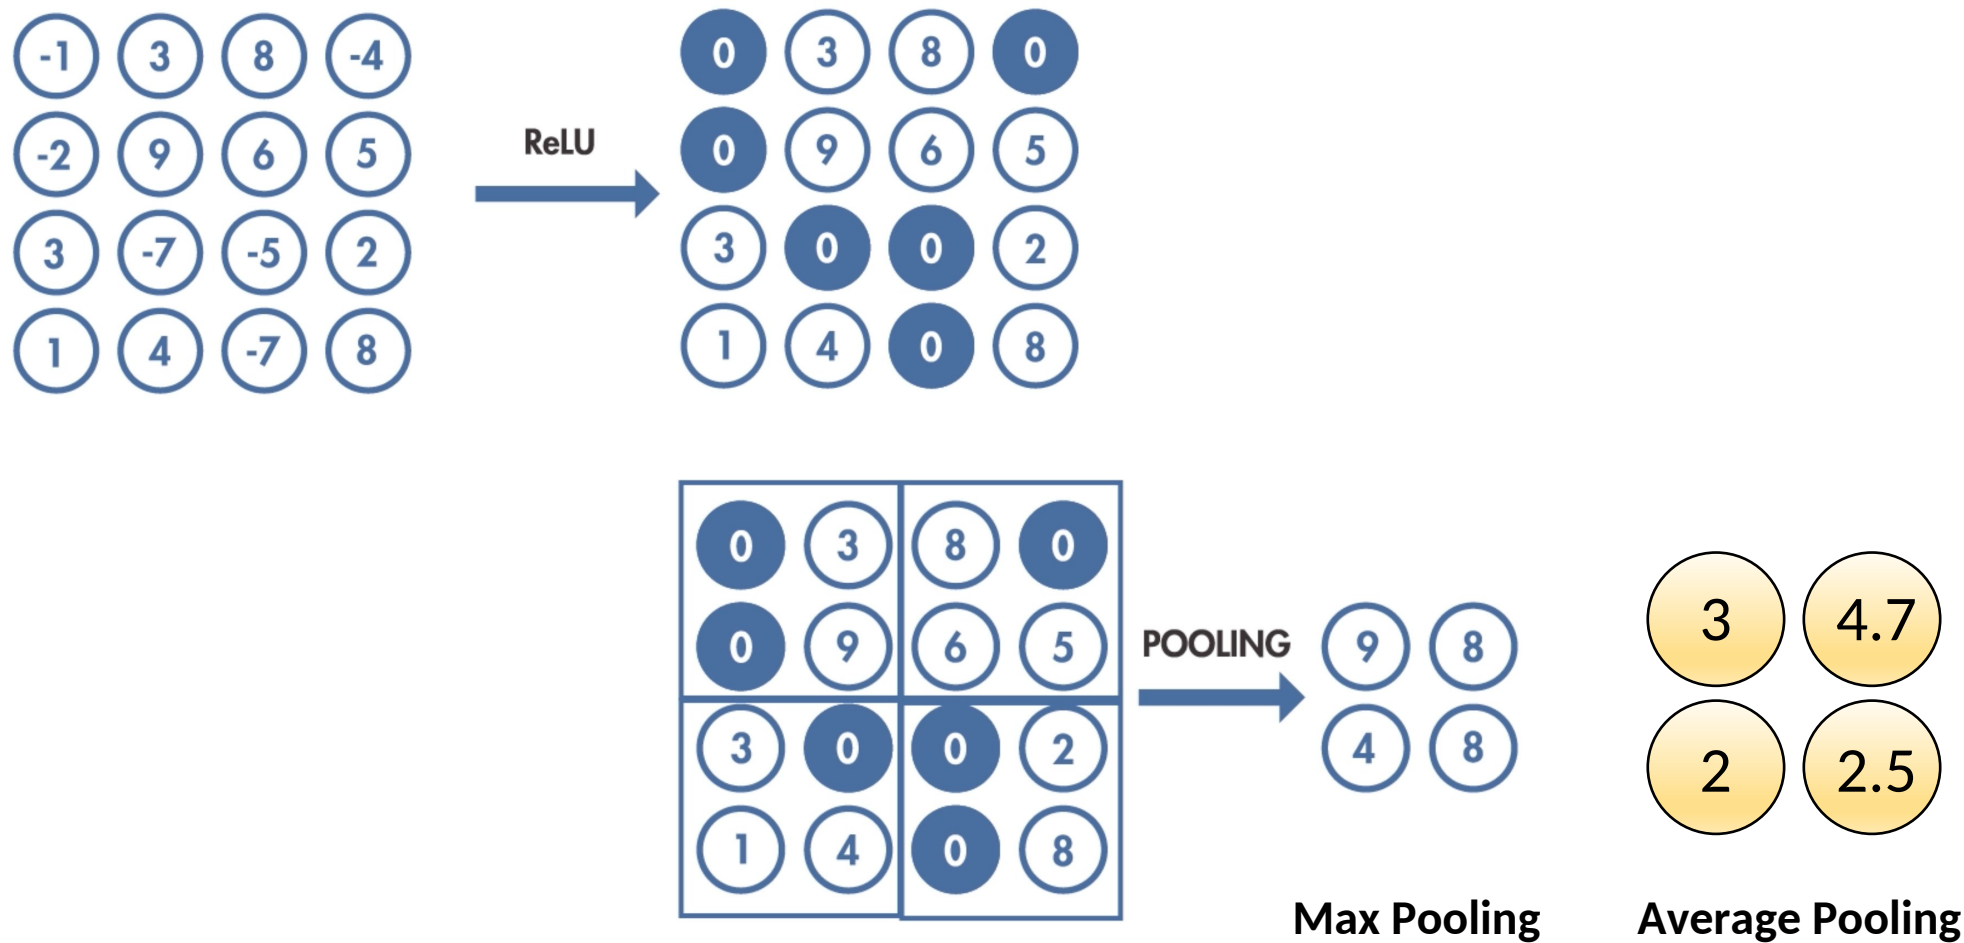 -1 3 8 -4
-2 9 6 5
3 -7 -5 2
1 4 -7 8
ReLU
0 3 8 0
0 9 6 5
3 0 0 2
1 4 0 8
0 3 8 0
0 9 6 5
3 0 0 2
1 4 0 8
POOLING
9 8
4 8
Max Pooling
3 4.7
2 2.5
Average Pooling